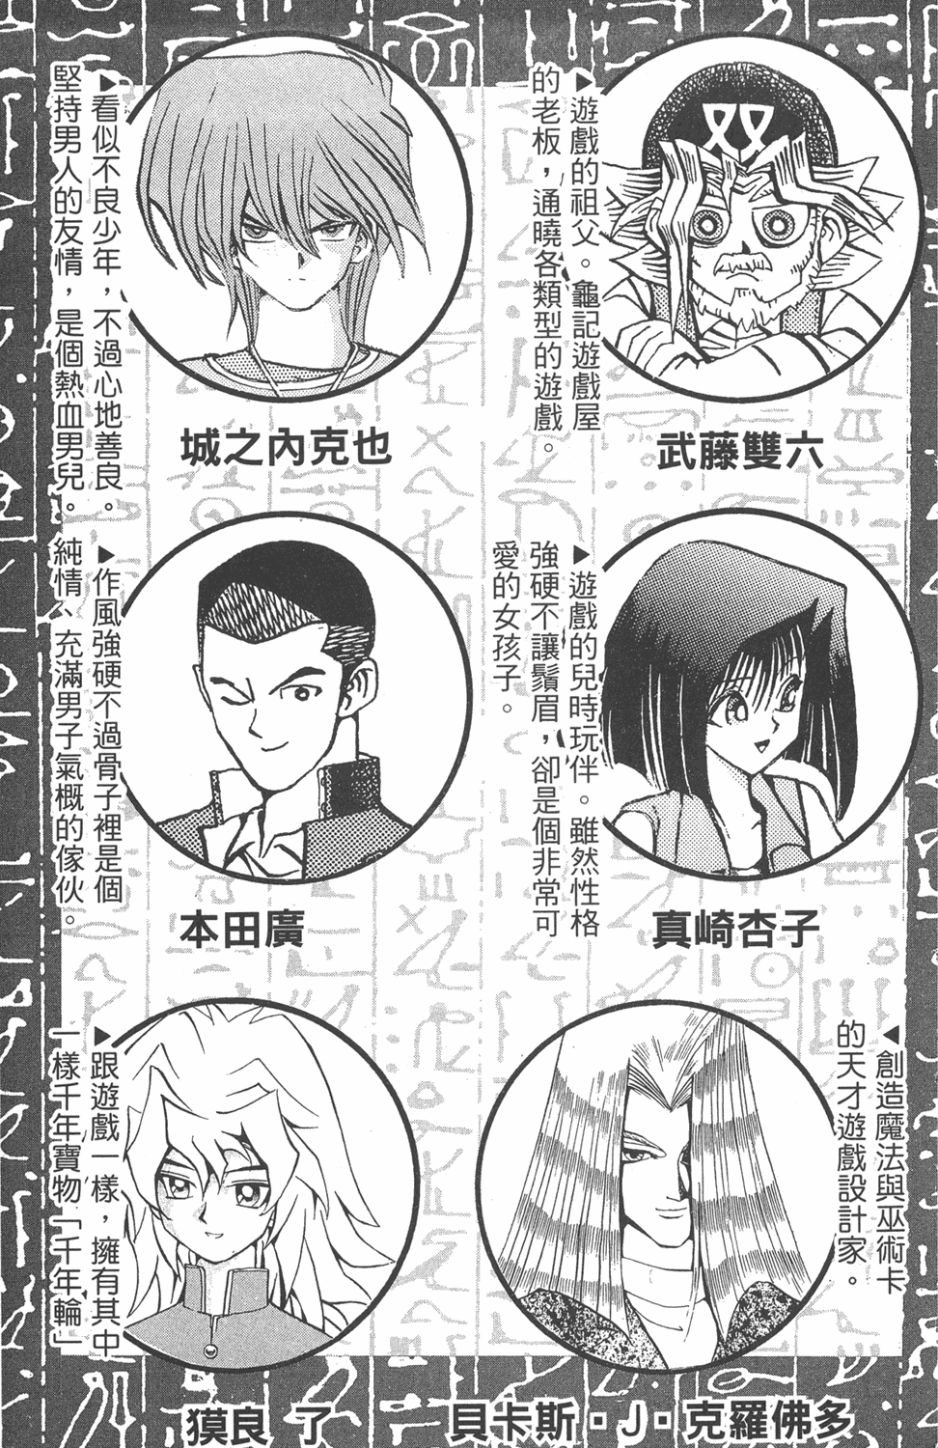 ▶遊戲的祖父。龜記遊戲屋
的老板，通曉各類型的遊戲。
武藤雙六
▶看似不良少年，不過心地善良。
堅持男人的友情，是個熱血男兒。
城之內克也
▶遊戲的兒時玩伴。雖然性格
強硬不讓鬚眉，卻是個非常可
愛的女孩子。
真崎杏子
▶作風強硬不過骨子裡是個
純情、充滿男子氣概的傢伙。
本田廣
◀創造魔法與巫術卡
的天才遊戲設計家。
貝卡斯・J・克羅佛多
▶跟遊戲一樣，擁有其中
一樣千年寶物「千年輪」
獏良 了